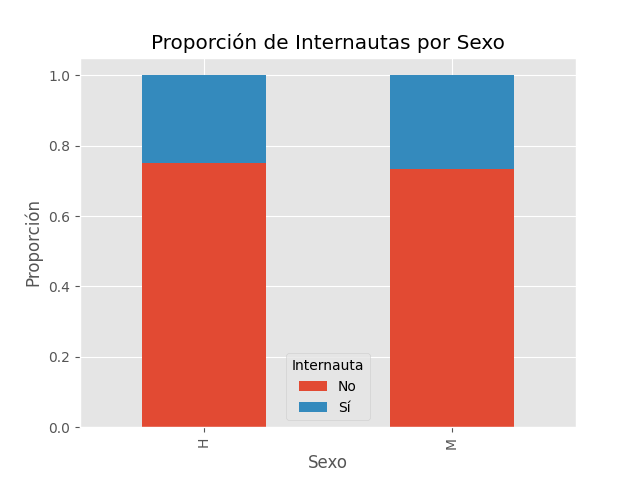 Proporción de Internautas por Sexo
Proporción
1.0
0.8
0.6
0.4
0.2
0.0
Internauta
No
Sí
H
M
Sexo